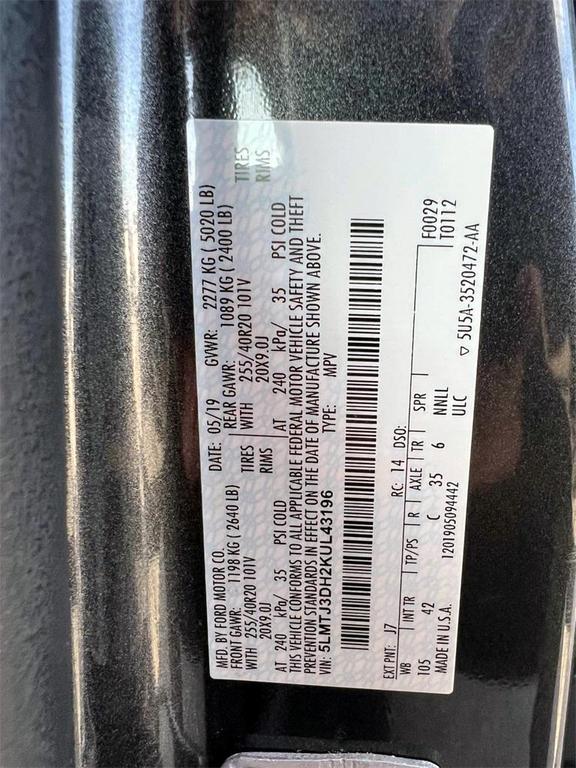 MFD. BY FORD MOTOR CO. DATE: 05/19 GVWR: 2277 KG ( 5020 LB)
FRONT GAWR: 1198 KG ( 2640 LB) REAR GAWR: 1089 KG ( 2400 LB)
WITH 255/40R20 101V TIRES WITH 255/40R20 101V TIRES
20X9.0J RIMS 20X9.0J RIMS
AT 240 kPa/ 35 PSI COLD AT 240 kPa/ 35 PSI COLD
THIS VEHICLE CONFORMS TO ALL APPLICABLE FEDERAL MOTOR VEHICLE SAFETY AND THEFT
PREVENTION STANDARDS IN EFFECT ON THE DATE OF MANUFACTURE SHOWN ABOVE.
VIN: 5LMTJ3DH2KUL43196 TYPE: MPV
F0029
T0112
EXT PNT: J7 RC: 14 DSO:
WB INT TR TP/PS R AXLE TR SPR
105 42 C 35 6 NNLL
MADE IN U.S.A. 1201905094442 ULC
▽ 5U5A-3520472-AA